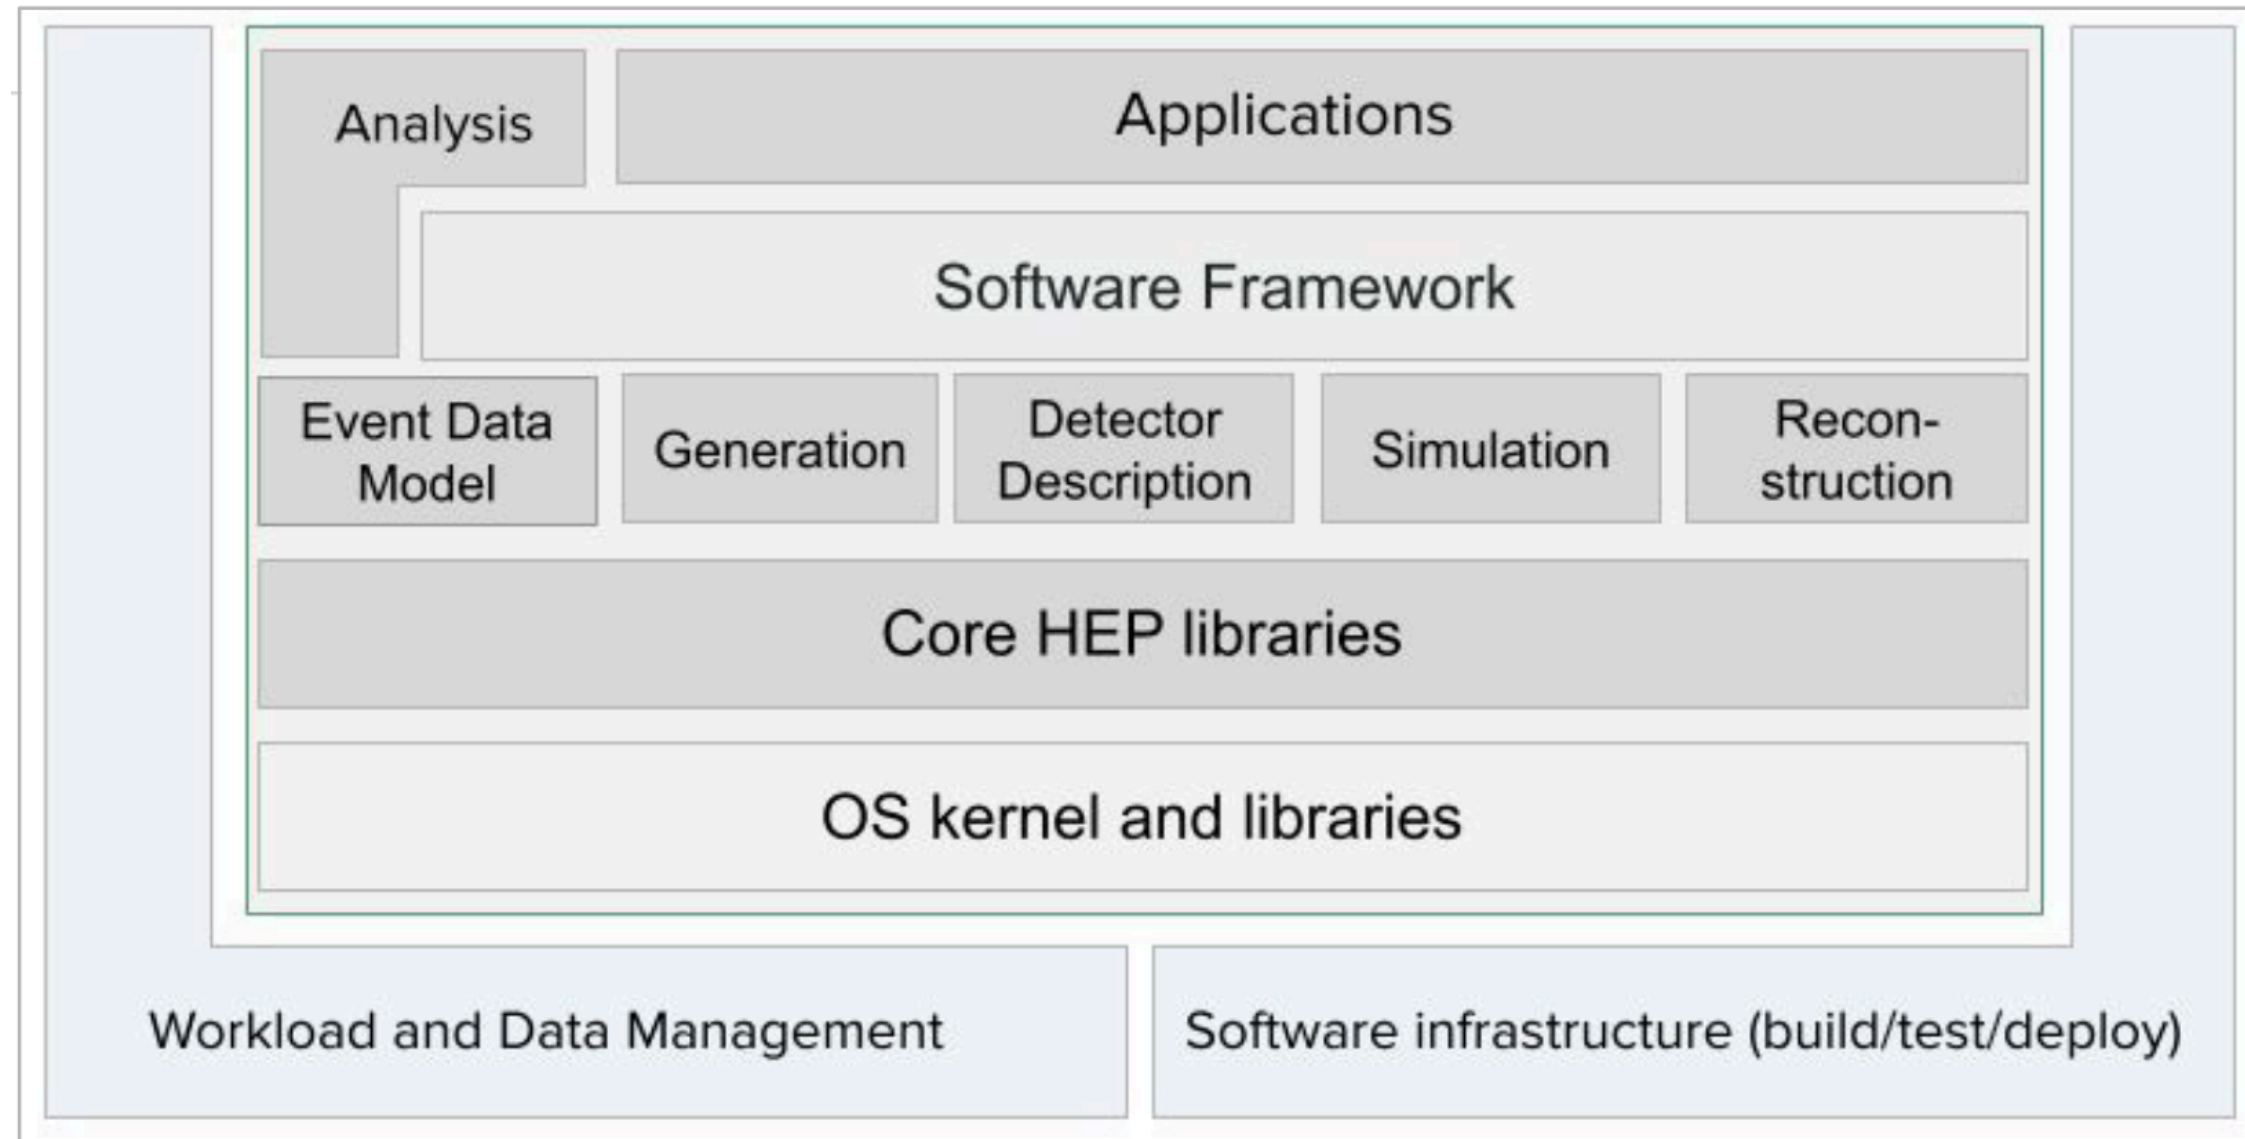 Analysis
Applications
Software Framework
Event Data
Model
Generation
Detector
Description
Simulation
Recon-
struction
Core HEP libraries
OS kernel and libraries
Workload and Data Management
Software infrastructure (build/test/deploy)